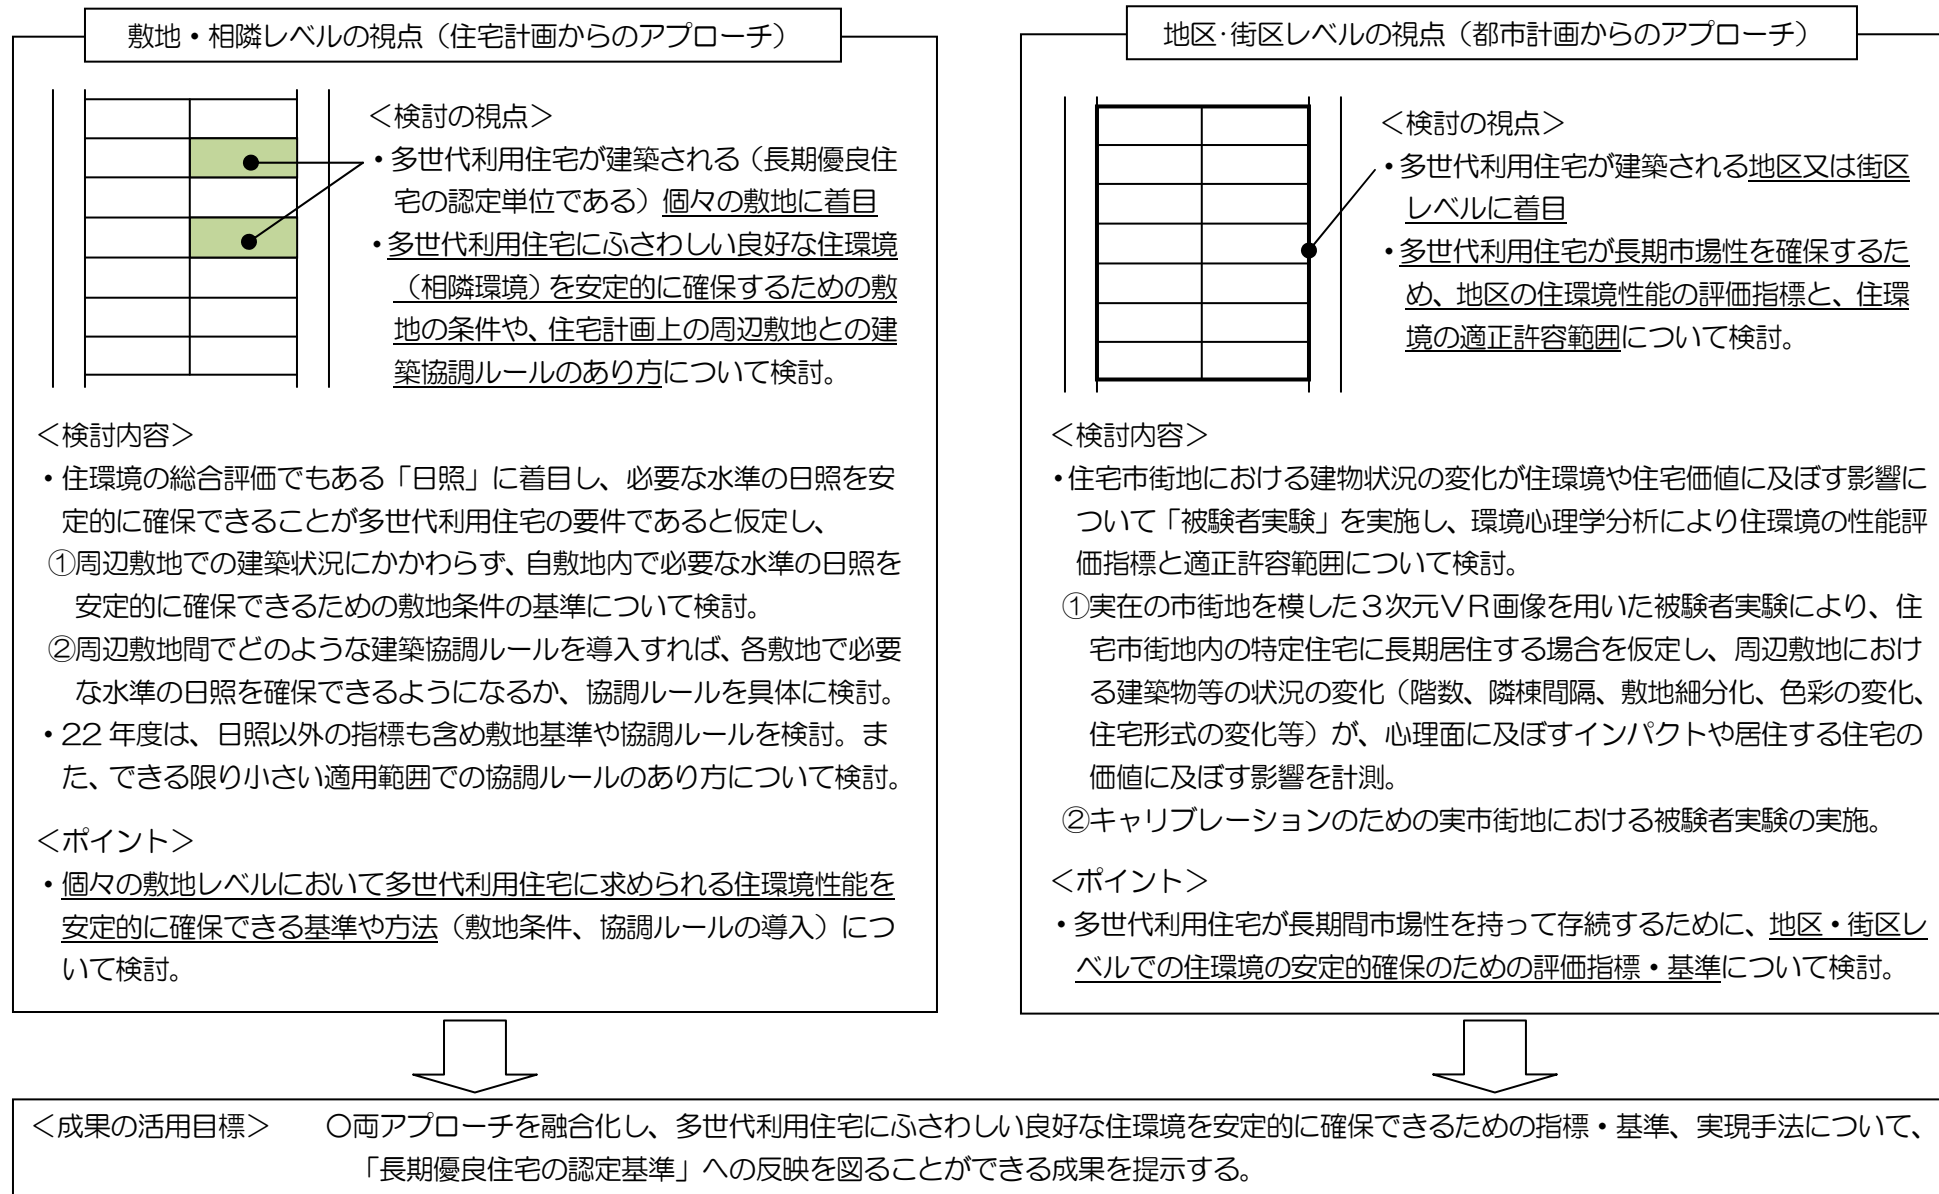 敷地・相隣レベルの視点（住宅計画からのアプローチ）
＜検討の視点＞
・多世代利用住宅が建築される（長期優良住
宅の認定単位である）個々の敷地に着目
・多世代利用住宅にふさわしい良好な住環境
（相隣環境）を安定的に確保するための敷
地の条件や、住宅計画上の周辺敷地との建
築協調ルールのあり方について検討。
＜検討内容＞
・住環境の総合評価でもある「日照」に着目し、必要な水準の日照を安
定的に確保できることが多世代利用住宅の要件であると仮定し、
①周辺敷地での建築状況にかかわらず、自敷地内で必要な水準の日照を
安定的に確保できるための敷地条件の基準について検討。
②周辺敷地間でどのような建築協調ルールを導入すれば、各敷地で必要
な水準の日照を確保できるようになるか、協調ルールを具体に検討。
・22年度は、日照以外の指標も含め敷地基準や協調ルールを検討。ま
た、できる限り小さい適用範囲での協調ルールのあり方について検討。
＜ポイント＞
・個々の敷地レベルにおいて多世代利用住宅に求められる住環境性能を
安定的に確保できる基準や方法（敷地条件、協調ルールの導入）につ
いて検討。
地区・街区レベルの視点（都市計画からのアプローチ）
＜検討の視点＞
・多世代利用住宅が建築される地区又は街区
レベルに着目
・多世代利用住宅が長期市場性を確保するた
め、地区の住環境性能の評価指標と、住環
境の適正許容範囲について検討。
＜検討内容＞
・住宅市街地における建物状況の変化が住環境や住宅価値に及ぼす影響に
ついて「被験者実験」を実施し、環境心理学分析により住環境の性能評
価指標と適正許容範囲について検討。
①実在の市街地を模した３次元ＶＲ画像を用いた被験者実験により、住
宅市街地内の特定住宅に長期居住する場合を仮定し、周辺敷地におけ
る建築物等の状況の変化（階数、隣棟間隔、敷地細分化、色彩の変化、
住宅形式の変化等）が、心理面に及ぼすインパクトや居住する住宅の
価値に及ぼす影響を計測。
②キャリブレーションのための実市街地における被験者実験の実施。
＜ポイント＞
・多世代利用住宅が長期間市場性を持って存続するために、地区・街区レ
ベルでの住環境の安定的確保のための評価指標・基準について検討。
＜成果の活用目標＞　○両アプローチを融合化し、多世代利用住宅にふさわしい良好な住環境を安定的に確保できるための指標・基準、実現手法について、
「長期優良住宅の認定基準」への反映を図ることができる成果を提示する。